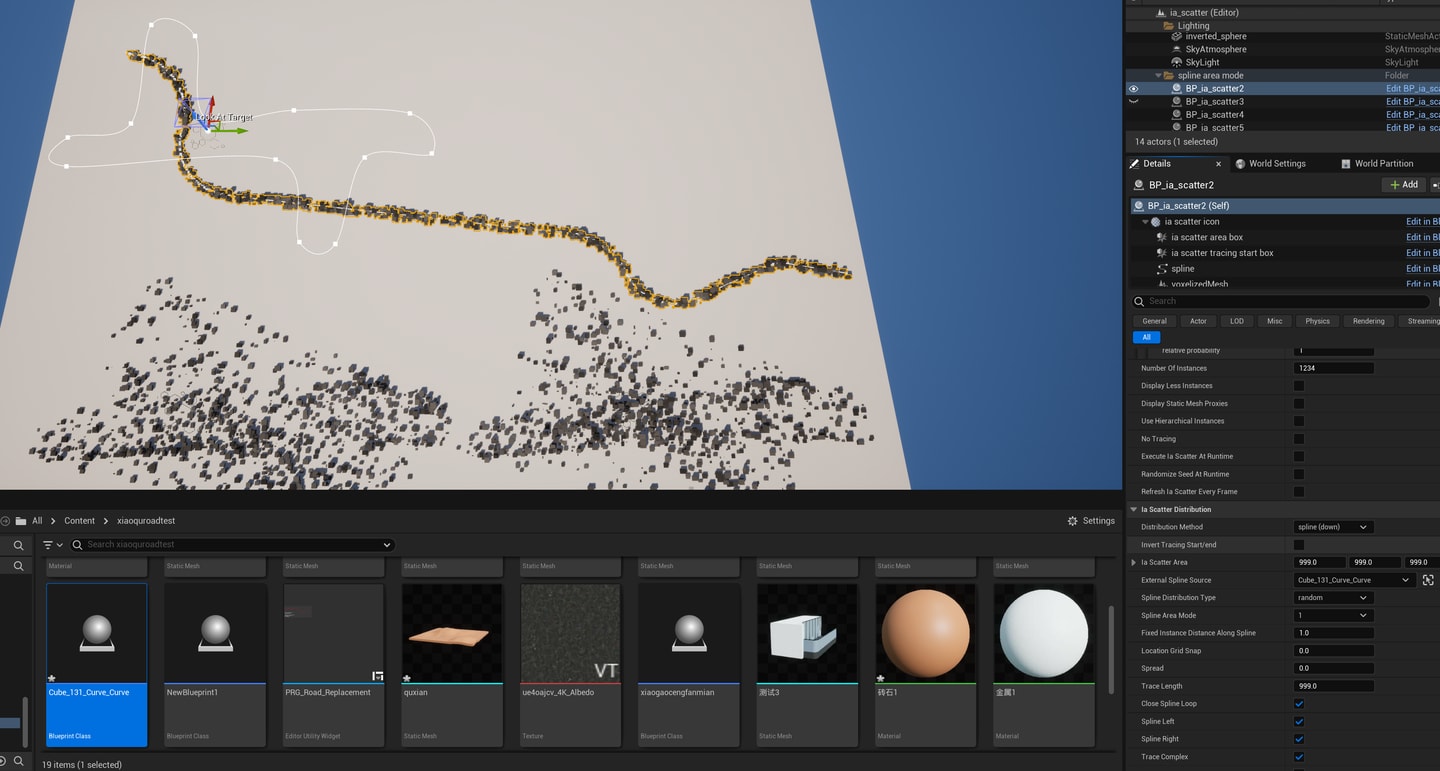 ia_scatter (Editor)
Lighting
inverted_sphere StaticMeshAc
SkyAtmosphere SkyAtmosphe
SkyLight SkyLight
spline area mode Folder
BP_ia_scatter2 Edit BP_ia_sc
BP_ia_scatter3 Edit BP_ia_sc
BP_ia_scatter4 Edit BP_ia_sc
BP_ia_scatter5 Edit BP_ia_sc
14 actors (1 selected)
Details World Settings World Partition
BP_ia_scatter2 Add
BP_ia_scatter2 (Self)
ia scatter icon Edit in Bl
ia scatter area box Edit in Bl
ia scatter tracing start box Edit in Bl
spline Edit in Bl
voxelizedMesh Edit in Bl
Search
General Actor LOD Misc Physics Rendering Streaming
All
relative probability 1
Number Of Instances 1234
Display Less Instances
Display Static Mesh Proxies
Use Hierarchical Instances
No Tracing
Execute Ia Scatter At Runtime
Randomize Seed At Runtime
Refresh Ia Scatter Every Frame
Ia Scatter Distribution
Distribution Method spline (down)
Invert Tracing Start/end
Ia Scatter Area 999.0 999.0 999.0
External Spline Source Cube_131_Curve_Curve
Spline Distribution Type random
Spline Area Mode 1
Fixed Instance Distance Along Spline 1.0
Location Grid Snap 0.0
Spread 0.0
Trace Length 999.0
Close Spline Loop
Spline Left
Spline Right
Trace Complex
Look At Target
All Content xiaoquroadtest Settings
Search xiaoquroadtest
Material Static Mesh Static Mesh Static Mesh Static Mesh Static Mesh Static Mesh Static Mesh Static Mesh
VT
Cube_131_Curve_Curve NewBlueprint1 PRG_Road_Replacement quxian ue4oajcv_4K_Albedo xiaogaocengfanmian 测试3 砖石1 金属1
Blueprint Class Blueprint Class Editor Utility Widget Static Mesh Texture Blueprint Class Static Mesh Material Material
19 items (1 selected)